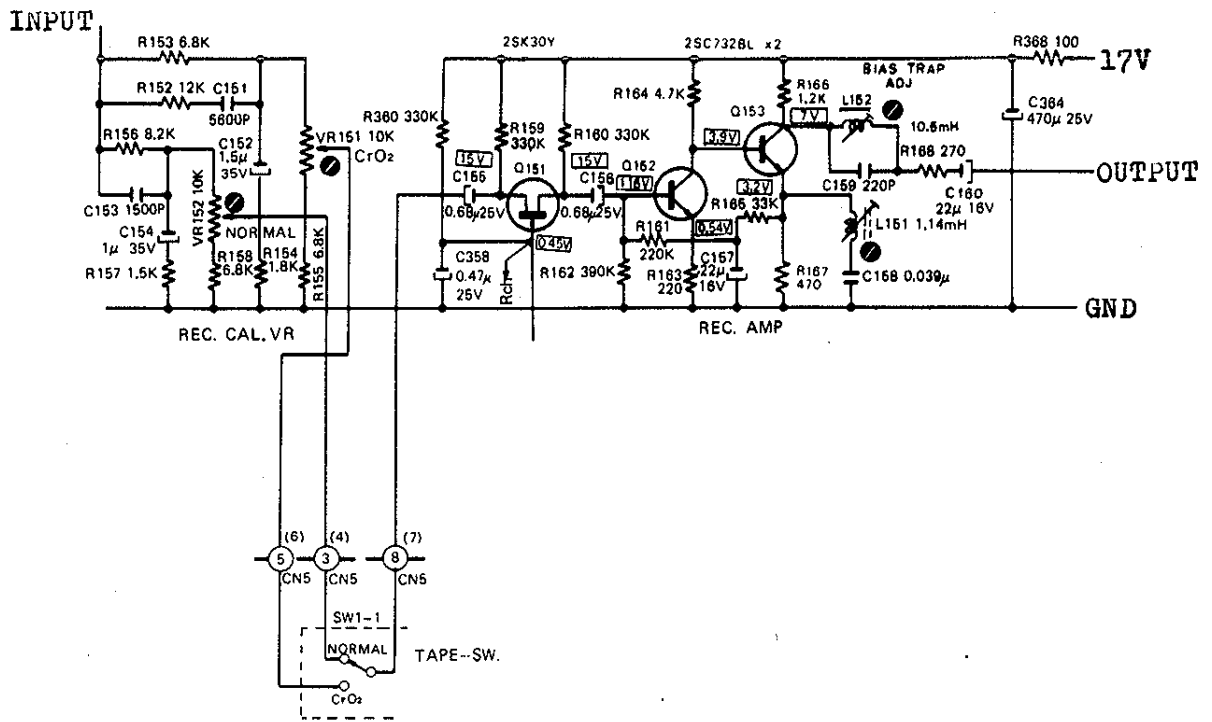 INPUT
R153 6.8K
R152 12K
C151
5600P
R156 8.2K
C152
1.5μ
35V
VR151 10K
CrO₂
C153 1500P
VR152 10K
NORMAL
C154
1μ 35V
R157 1.5K
R158
6.8K
R154
1.8K
R155 6.8K
REC. CAL. VR
2SK30Y
2SC732BL x2
R368 100
17V
R360 330K
R159
330K
R160 330K
R164 4.7K
R166
1.2K
BIAS TRAP
ADJ
L152
10.5mH
C364
470μ 25V
Q153
7V
3.9V
15V
Q151
15V
Q152
C156
0.68μ25V
0.68μ25V
1.16V
3.2V
C159 220P
R168 270
C160
22μ 16V
OUTPUT
R165 33K
0.54V
0.45V
R161
220K
C157
22μ
16V
L151 1.14mH
C358
0.47μ
25V
Rch
R162 390K
R163
220
R167
470
C158 0.039μ
GND
REC. AMP
(6)
(4)
(7)
5
3
8
CN5
CN5
CN5
SW1-1
NORMAL
TAPE-SW.
CrO₂